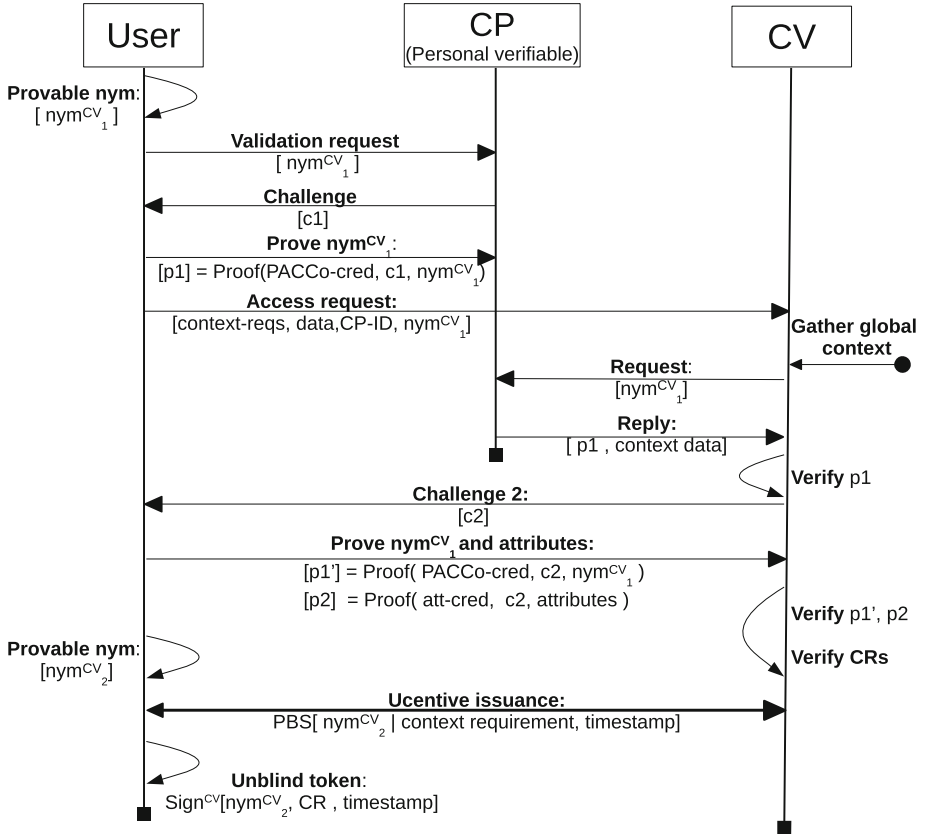 User
CP
(Personal verifiable)
CV
Provable nym:
[ nymCV1 ]
Validation request
[ nymCV1 ]
Challenge
[c1]
Prove nymCV1:
[p1] = Proof(PACCo-cred, c1, nymCV1)
Access request:
[context-reqs, data,CP-ID, nymCV1]
Gather global
context
Request:
[nymCV1]
Reply:
[ p1 , context data]
Verify p1
Challenge 2:
[c2]
Prove nymCV1 and attributes:
[p1’] = Proof( PACCo-cred, c2, nymCV1 )
[p2] = Proof( att-cred, c2, attributes )
Verify p1’, p2
Provable nym:
[nymCV2]
Verify CRs
Ucentive issuance:
PBS[ nymCV2 | context requirement, timestamp]
Unblind token:
SignCV[nymCV2, CR , timestamp]